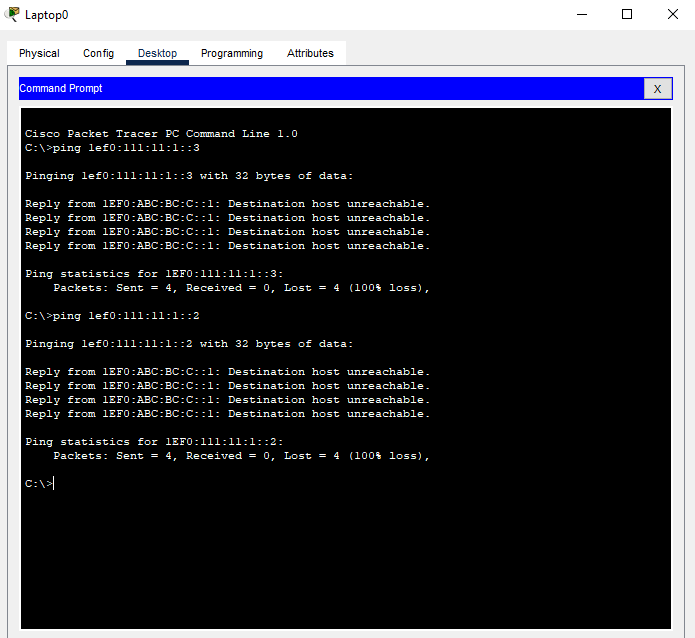 Laptop0
Physical Config Desktop Programming Attributes
Command Prompt X
Cisco Packet Tracer PC Command Line 1.0
C:\>ping 1ef0:111:11:1::3
Pinging 1ef0:111:11:1::3 with 32 bytes of data:
Reply from 1EF0:ABC:BC:C::1: Destination host unreachable.
Reply from 1EF0:ABC:BC:C::1: Destination host unreachable.
Reply from 1EF0:ABC:BC:C::1: Destination host unreachable.
Reply from 1EF0:ABC:BC:C::1: Destination host unreachable.
Ping statistics for 1EF0:111:11:1::3:
Packets: Sent = 4, Received = 0, Lost = 4 (100% loss),
C:\>ping 1ef0:111:11:1::2
Pinging 1ef0:111:11:1::2 with 32 bytes of data:
Reply from 1EF0:ABC:BC:C::1: Destination host unreachable.
Reply from 1EF0:ABC:BC:C::1: Destination host unreachable.
Reply from 1EF0:ABC:BC:C::1: Destination host unreachable.
Reply from 1EF0:ABC:BC:C::1: Destination host unreachable.
Ping statistics for 1EF0:111:11:1::2:
Packets: Sent = 4, Received = 0, Lost = 4 (100% loss),
C:\>